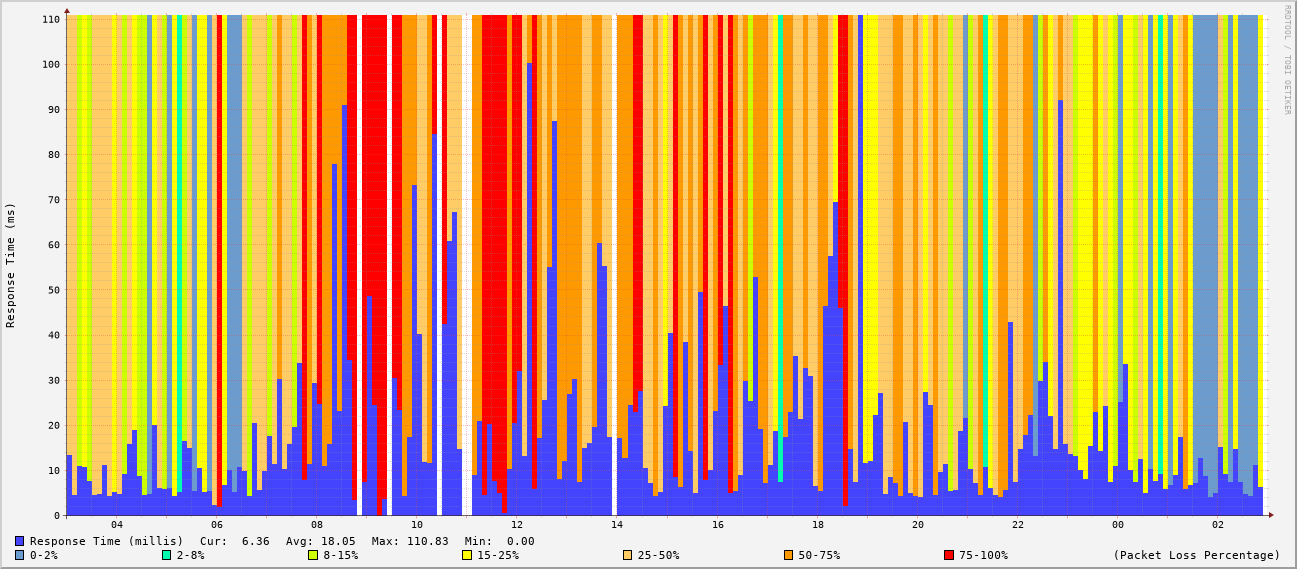 RRDTOOL / TOBI OETIKER
Response Time (ms)
110
100
90
80
70
60
50
40
30
20
10
0
04 06 08 10 12 14 16 18 20 22 00 02
Response Time (millis) Cur: 6.36 Avg: 18.05 Max: 110.83 Min: 0.00
0-2% 2-8% 8-15% 15-25% 25-50% 50-75% 75-100% (Packet Loss Percentage)